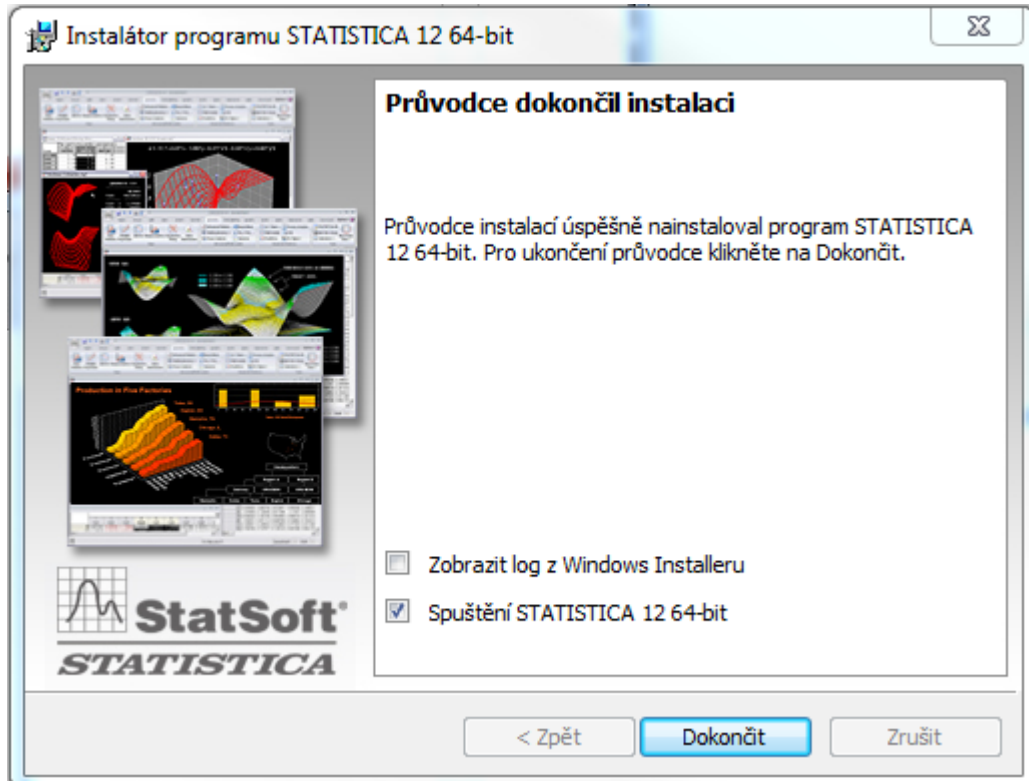 Instalátor programu STATISTICA 12 64-bit
Průvodce dokončil instalaci
Průvodce instalací úspěšně nainstaloval program STATISTICA
12 64-bit. Pro ukončení průvodce klikněte na Dokončit.
Production in Five Factories
Zobrazit log z Windows Installeru
Spuštění STATISTICA 12 64-bit
StatSoft
STATISTICA
< Zpět
Dokončit
Zrušit